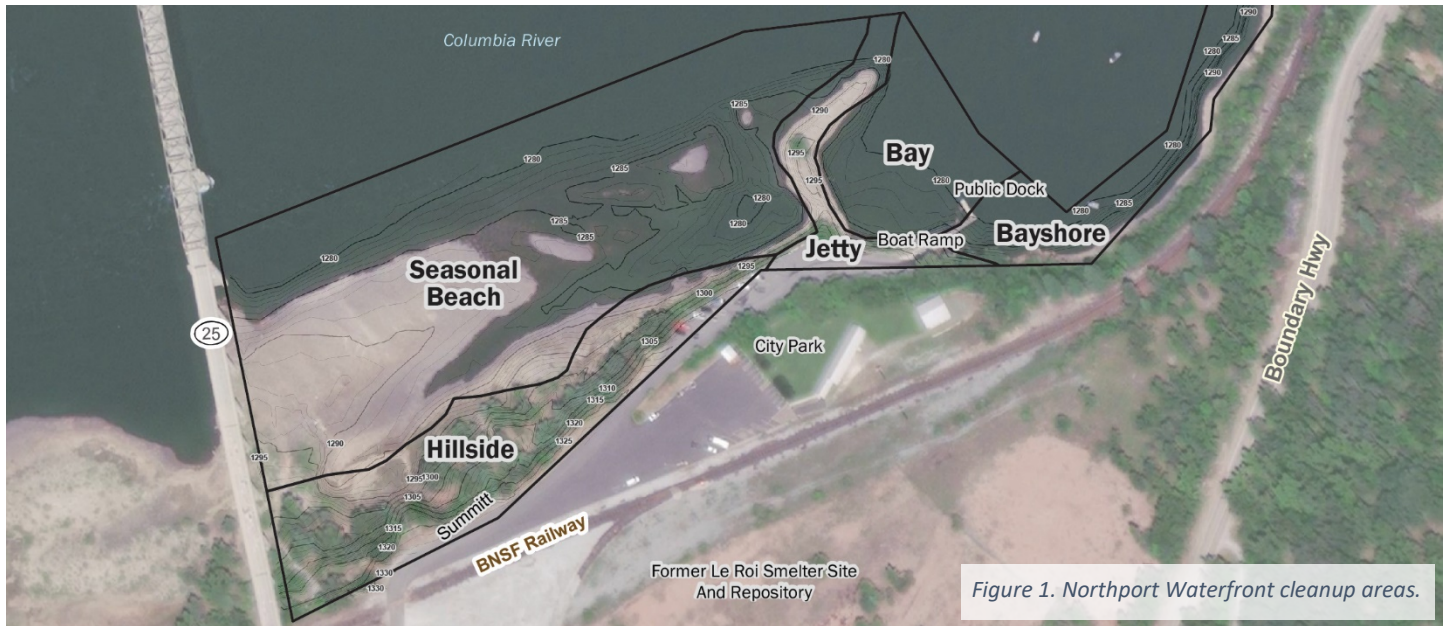 Columbia River
1290
1285
1280
1290
1280
1285
1290
1280
1295
Bay
1280
1285
1295
1280
Public Dock
1280
1280
1285
1285
1280
Bayshore
Jetty
Boat Ramp
1285
1280
Seasonal
Beach
1295
1300
25
1305
City Park
Boundary Hwy
1310
1315
1320
1290
1325
Hillside
1295
1295
1300
1305
Summitt
1315
BNSF Railway
1320
1330
1330
Former Le Roi Smelter Site
And Repository
Figure 1. Northport Waterfront cleanup areas.